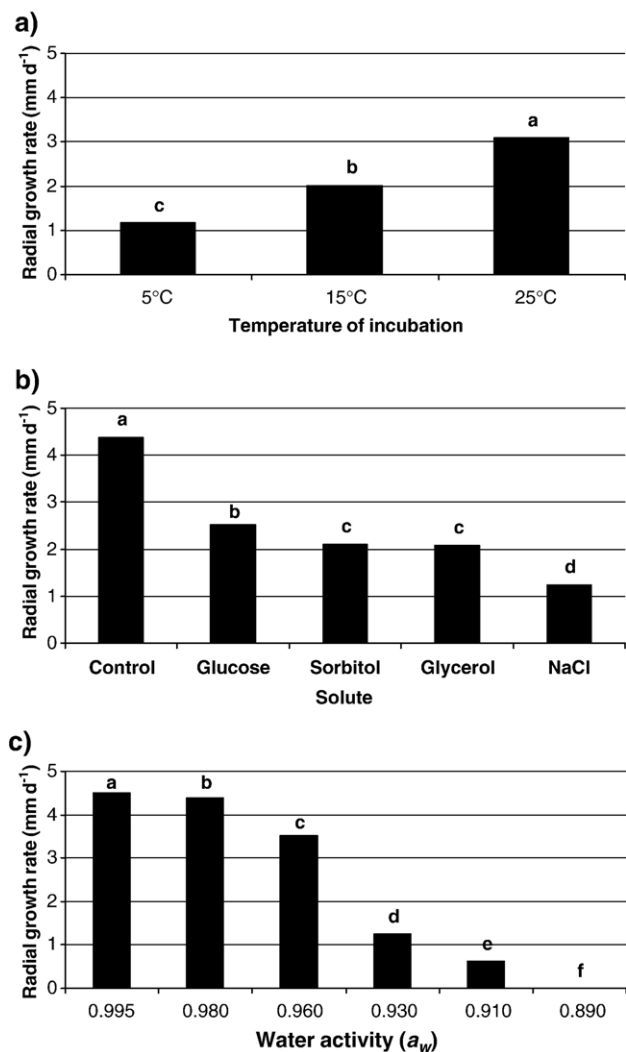 a)
Radial growth rate (mm d⁻¹)
5
4
3
2
1
0
c
b
a
5°C 15°C 25°C
Temperature of incubation
b)
Radial growth rate (mm d⁻¹)
5
4
3
2
1
0
a
b
c
c
d
Control Glucose Sorbitol Glycerol NaCl
Solute
c)
Radial growth rate (mm d⁻¹)
5
4
3
2
1
0
a
b
c
d
e
f
0.995 0.980 0.960 0.930 0.910 0.890
Water activity (a_w)